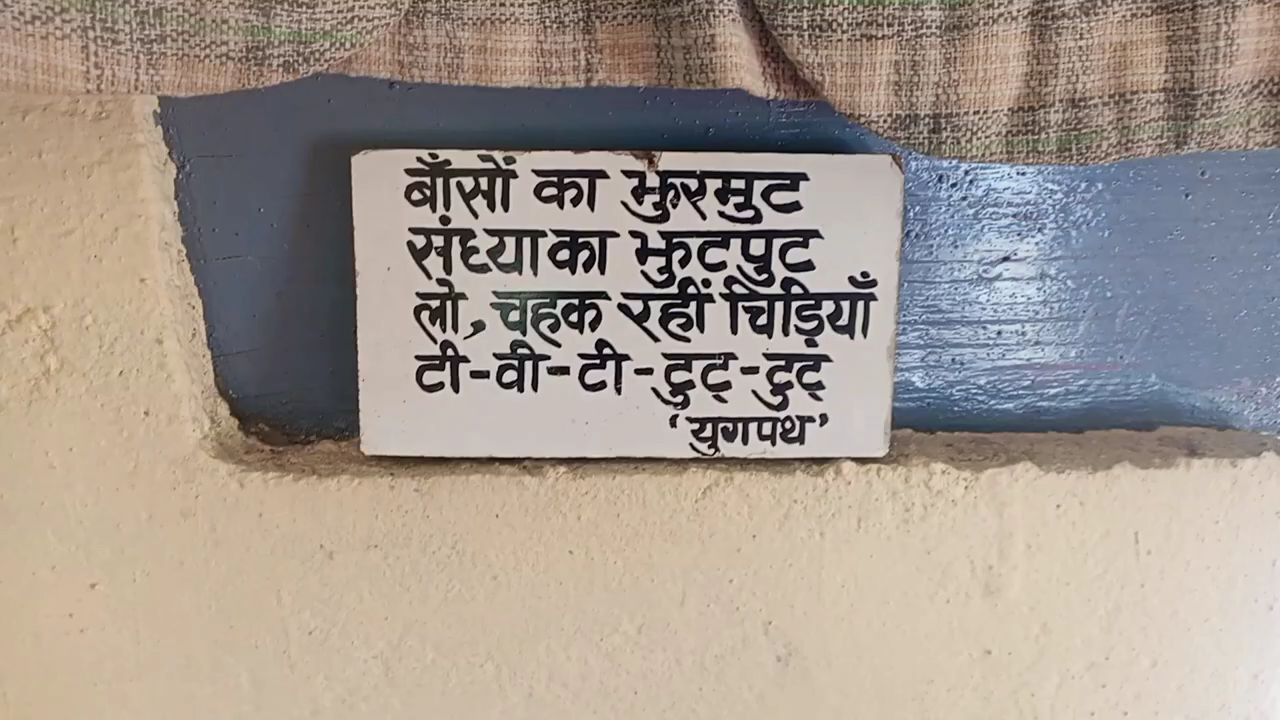 बाँसों का झुरमुट
संध्या का झुटपुट
लो, चहक रहीं चिड़ियाँ
टी-वी-टी-टुट्-टुट्
‘युगपथ’